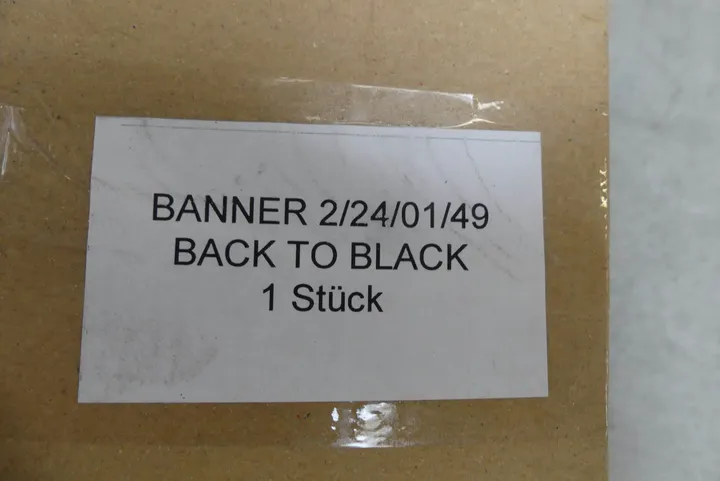 BANNER 2/24/01/49
BACK TO BLACK
1 Stück